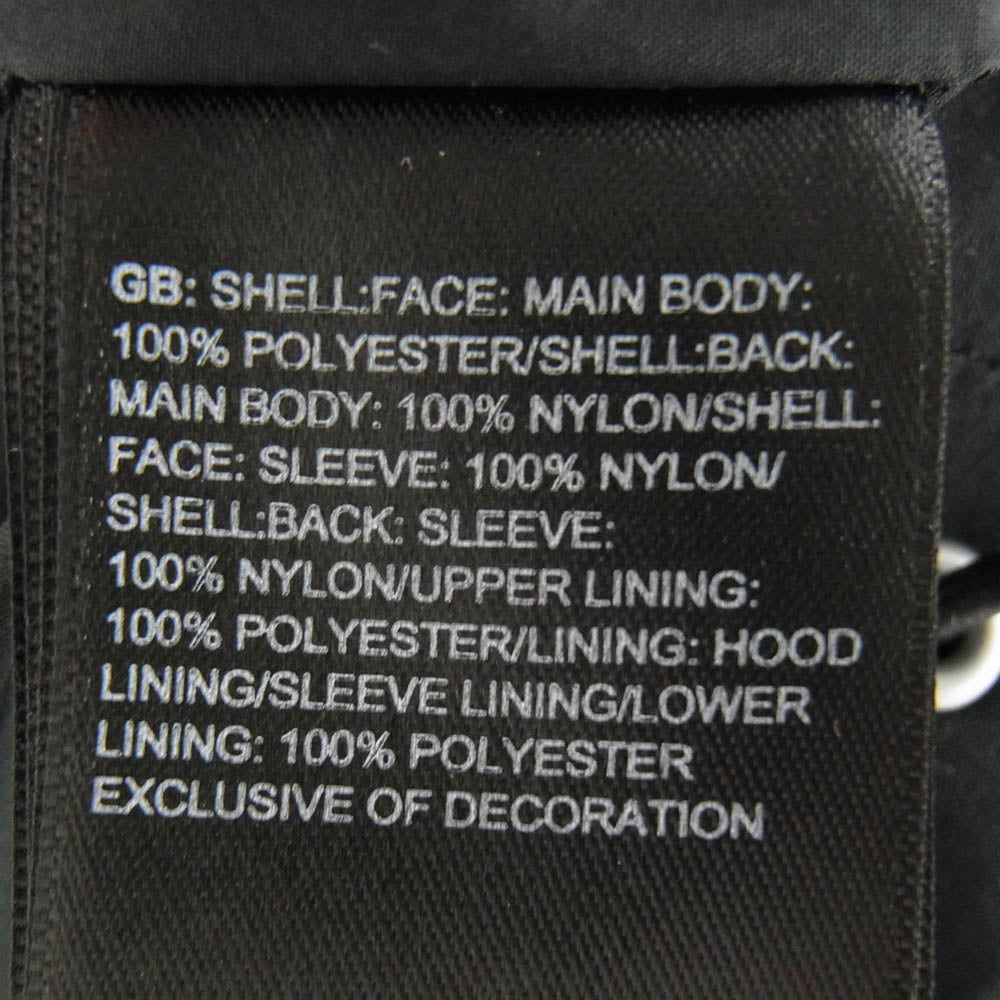 GB: SHELL:FACE: MAIN BODY:
100% POLYESTER/SHELL:BACK:
MAIN BODY: 100% NYLON/SHELL:
FACE: SLEEVE: 100% NYLON/
SHELL:BACK: SLEEVE:
100% NYLON/UPPER LINING:
100% POLYESTER/LINING: HOOD
LINING/SLEEVE LINING/LOWER
LINING: 100% POLYESTER
EXCLUSIVE OF DECORATION